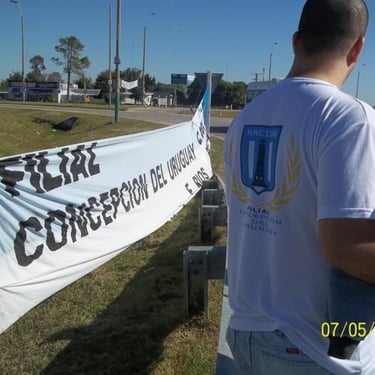 FILIAL
CONCEPCION DEL URUGUAY
E. RIOS
RACING
FILIAL
CONCEPCION
DEL
URUGUAY
07/05/